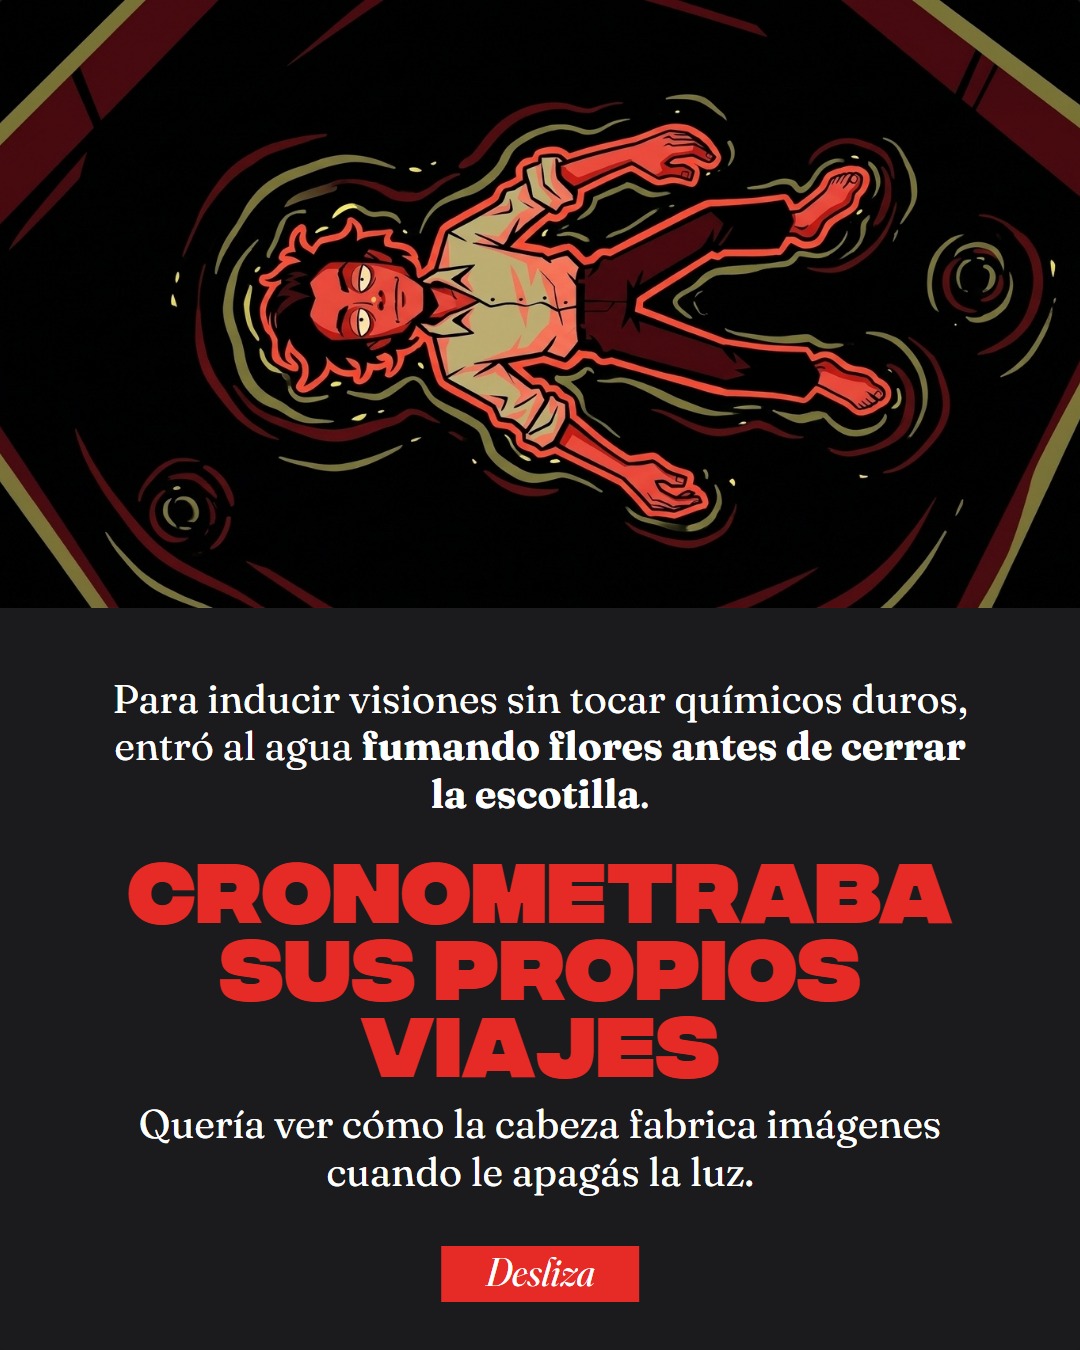 Para inducir visiones sin tocar químicos duros,
entró al agua fumando flores antes de cerrar
la escotilla.
CRONOMETRABA
SUS PROPIOS
VIAJES
Quería ver cómo la cabeza fabrica imágenes
cuando le apagás la luz.
Desliza